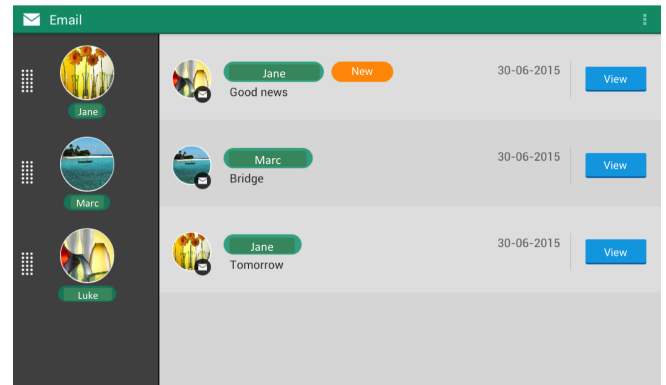 Email
Jane
Marc
Luke
Jane New 30-06-2015 View
Good news
Marc 30-06-2015 View
Bridge
Jane 30-06-2015 View
Tomorrow